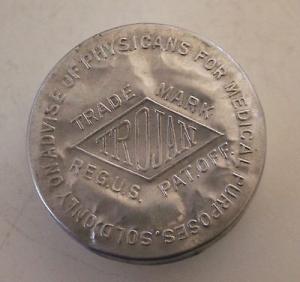 SOLD ONLY ON ADVISE OF PHYSICANS FOR MEDICAL PURPOSES.
TRADE MARK
TROJAN
REG.U.S. PAT.OFF.